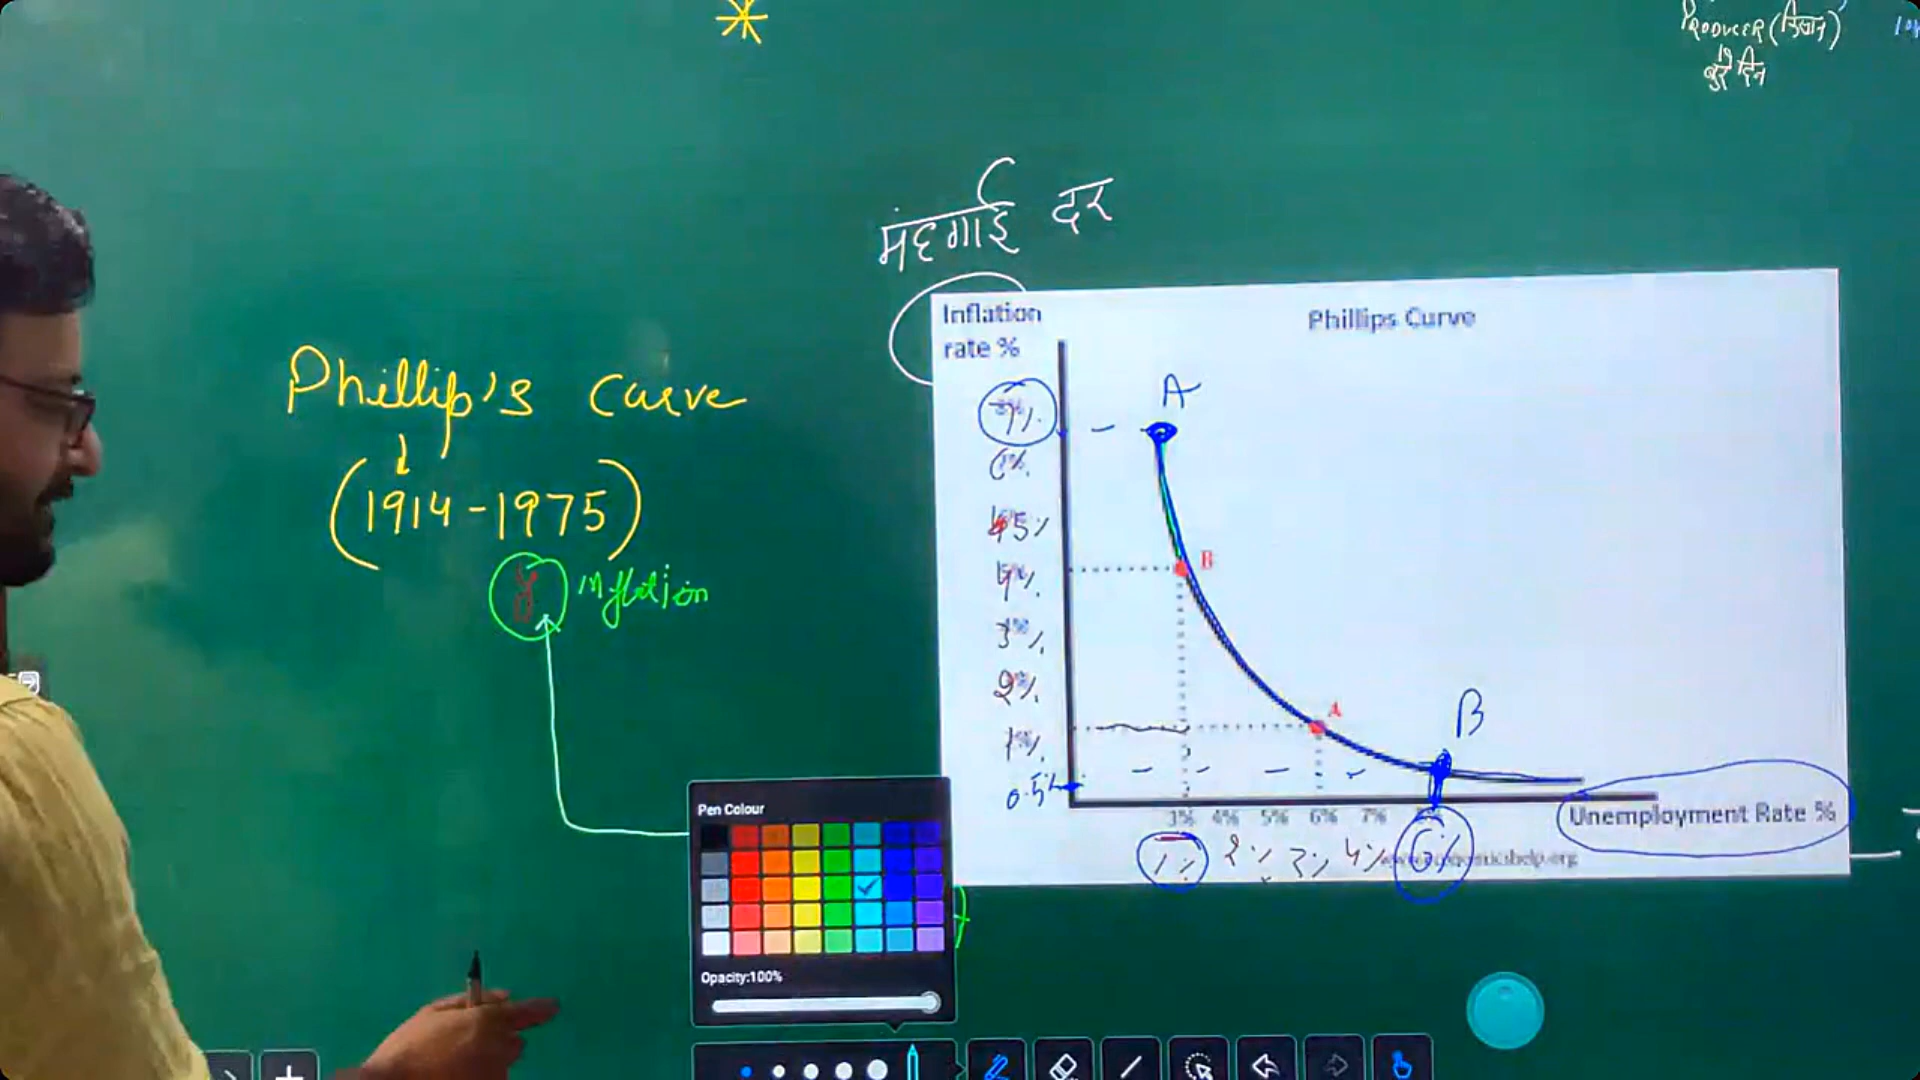 PRODUCER (किसान)
बुरे दिन
महंगाई दर
Inflation
rate %
Phillips Curve
Phillip's Curve
(1914-1975)
y Inflation
A
7%
6%
5%
B
4%
3%
2%
A
B
1%
0.5%
3% 4% 5% 6% 7%
Unemployment Rate %
1% 2% 3% 4% 6%
Pen Colour
Opacity:100%